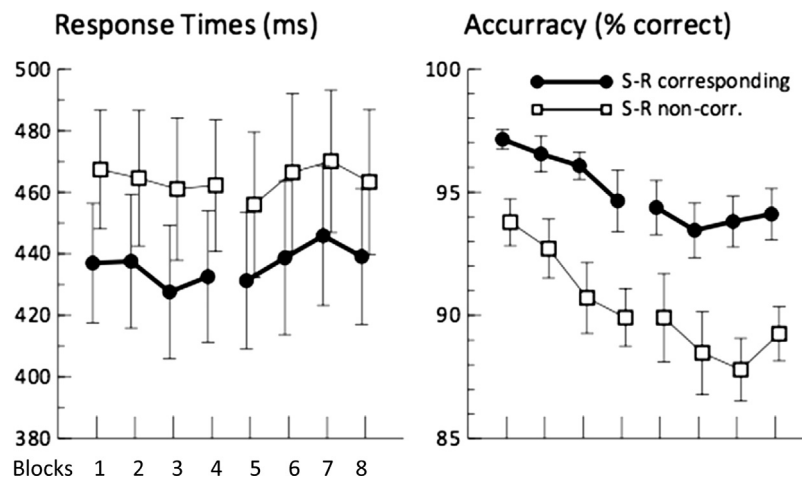 Response Times (ms)
Accurracy (% correct)
500
480
460
440
420
400
380
100
95
90
85
S-R corresponding
S-R non-corr.
Blocks 1 2 3 4 5 6 7 8